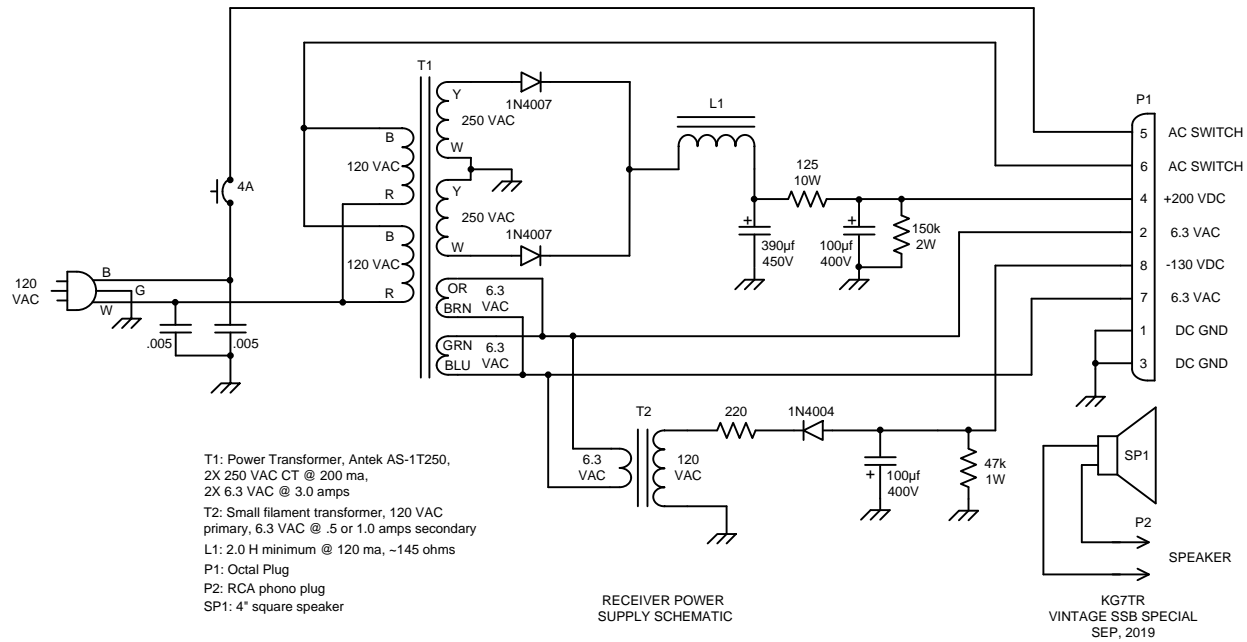 T1
L1
P1
Y
1N4007
250 VAC
W
B
120 VAC
R
Y
250 VAC
1N4007
W
B
120 VAC
R
4A
120
VAC
B
G
W
.005
.005
OR
BRN
6.3
VAC
GRN
BLU
6.3
VAC
125
10W
+
390µf
450V
+
100µf
400V
150k
2W
5 AC SWITCH
6 AC SWITCH
4 +200 VDC
2 6.3 VAC
8 -130 VDC
7 6.3 VAC
1 DC GND
3 DC GND
T2
6.3
VAC
120
VAC
220
1N4004
100µf
+
400V
47k
1W
SP1
P2
SPEAKER
T1: Power Transformer, Antek AS-1T250,
2X 250 VAC CT @ 200 ma,
2X 6.3 VAC @ 3.0 amps
T2: Small filament transformer, 120 VAC
primary, 6.3 VAC @ .5 or 1.0 amps secondary
L1: 2.0 H minimum @ 120 ma, ~145 ohms
P1: Octal Plug
P2: RCA phono plug
SP1: 4" square speaker
RECEIVER POWER
SUPPLY SCHEMATIC
KG7TR
VINTAGE SSB SPECIAL
SEP, 2019